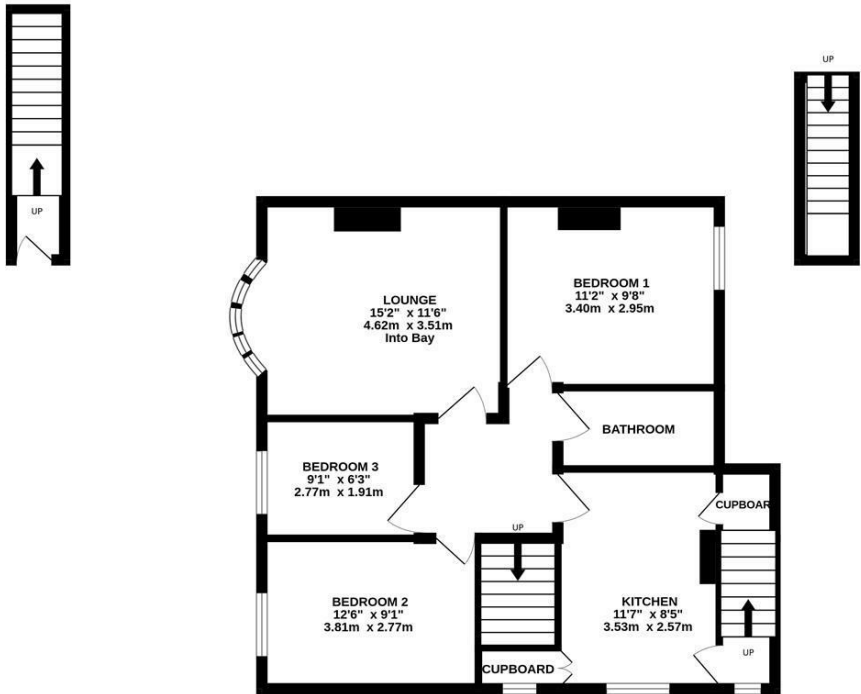 UP
UP
LOUNGE
15'2" x 11'6"
4.62m x 3.51m
Into Bay
BEDROOM 1
11'2" x 9'8"
3.40m x 2.95m
BATHROOM
BEDROOM 3
9'1" x 6'3"
2.77m x 1.91m
CUPBOAR
UP
BEDROOM 2
12'6" x 9'1"
3.81m x 2.77m
KITCHEN
11'7" x 8'5"
3.53m x 2.57m
UP
CUPBOARD